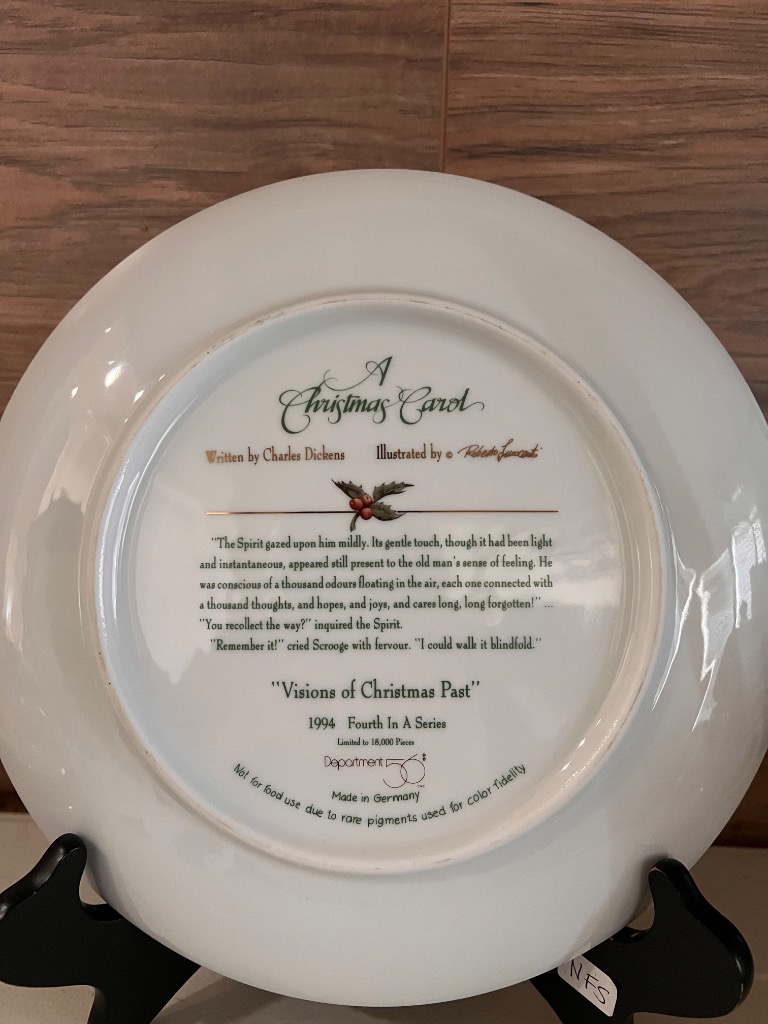 A
Christmas Carol
Written by Charles Dickens Illustrated by © Roberto Innocenti
"The Spirit gazed upon him mildly. Its gentle touch, though it had been light
and instantaneous, appeared still present to the old man's sense of feeling. He
was conscious of a thousand odours floating in the air, each one connected with
a thousand thoughts, and hopes, and joys, and cares long, long forgotten!" ...
"You recollect the way?" inquired the Spirit.
"Remember it!" cried Scrooge with fervour. "I could walk it blindfold."
"Visions of Christmas Past"
1994 Fourth In A Series
Limited to 18,000 Pieces
Department 56®
Made in Germany
Not for food use due to rare pigments used for color fidelity
NFS